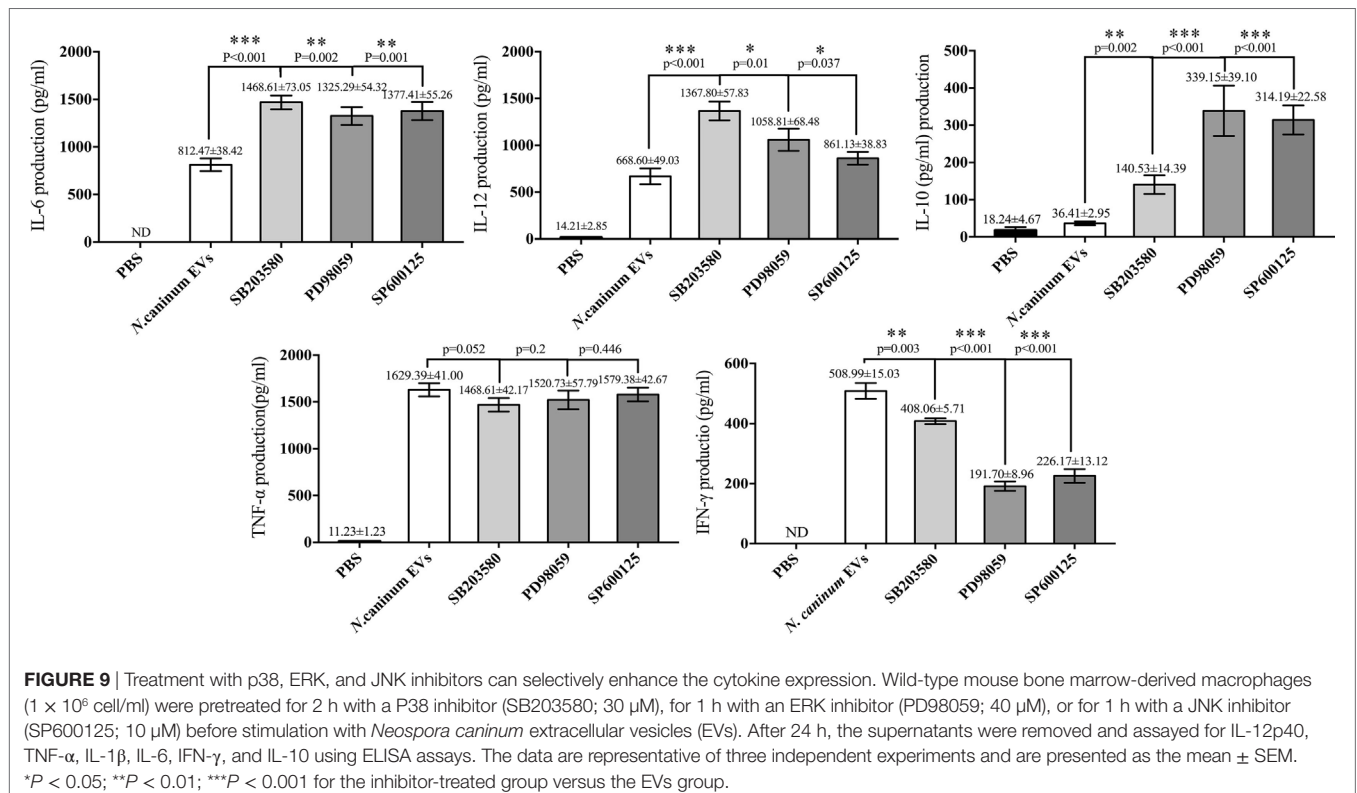 *** ** **
P<0.001 P=0.002 P=0.001
2000
1500
1000
500
0
IL-6 production (pg/ml)
ND
812.47±38.42
1468.61±73.05
1325.29±54.32
1377.41±55.26
PBS
N.caninum EVs
SB203580
PD98059
SP600125
*** * *
p<0.001 p=0.01 p=0.037
2000
1500
1000
500
0
IL-12 production (pg/ml)
14.21±2.85
668.60±49.03
1367.80±57.83
1058.81±68.48
861.13±38.83
PBS
N.caninum EVs
SB203580
PD98059
SP600125
** *** ***
p=0.002 p<0.001 p<0.001
500
400
300
200
100
0
IL-10 (pg/ml) production
18.24±4.67
36.41±2.95
140.53±14.39
339.15±39.10
314.19±22.58
PBS
N.caninum EVs
SB203580
PD98059
SP600125
p=0.052 p=0.2 p=0.446
2000
1500
1000
500
0
TNF-α production(pg/ml)
11.23±1.23
1629.39±41.00
1468.61±42.17
1520.73±57.79
1579.38±42.67
PBS
N.caninum EVs
SB203580
PD98059
SP600125
** *** ***
p=0.003 p<0.001 p<0.001
600
400
200
0
IFN-γ productio (pg/ml)
ND
508.99±15.03
408.06±5.71
191.70±8.96
226.17±13.12
PBS
N. caninum EVs
SB203580
PD98059
SP600125
FIGURE 9 | Treatment with p38, ERK, and JNK inhibitors can selectively enhance the cytokine expression. Wild-type mouse bone marrow-derived macrophages
(1 × 10⁶ cell/ml) were pretreated for 2 h with a P38 inhibitor (SB203580; 30 μM), for 1 h with an ERK inhibitor (PD98059; 40 μM), or for 1 h with a JNK inhibitor
(SP600125; 10 μM) before stimulation with Neospora caninum extracellular vesicles (EVs). After 24 h, the supernatants were removed and assayed for IL-12p40,
TNF-α, IL-1β, IL-6, IFN-γ, and IL-10 using ELISA assays. The data are representative of three independent experiments and are presented as the mean ± SEM.
*P < 0.05; **P < 0.01; ***P < 0.001 for the inhibitor-treated group versus the EVs group.